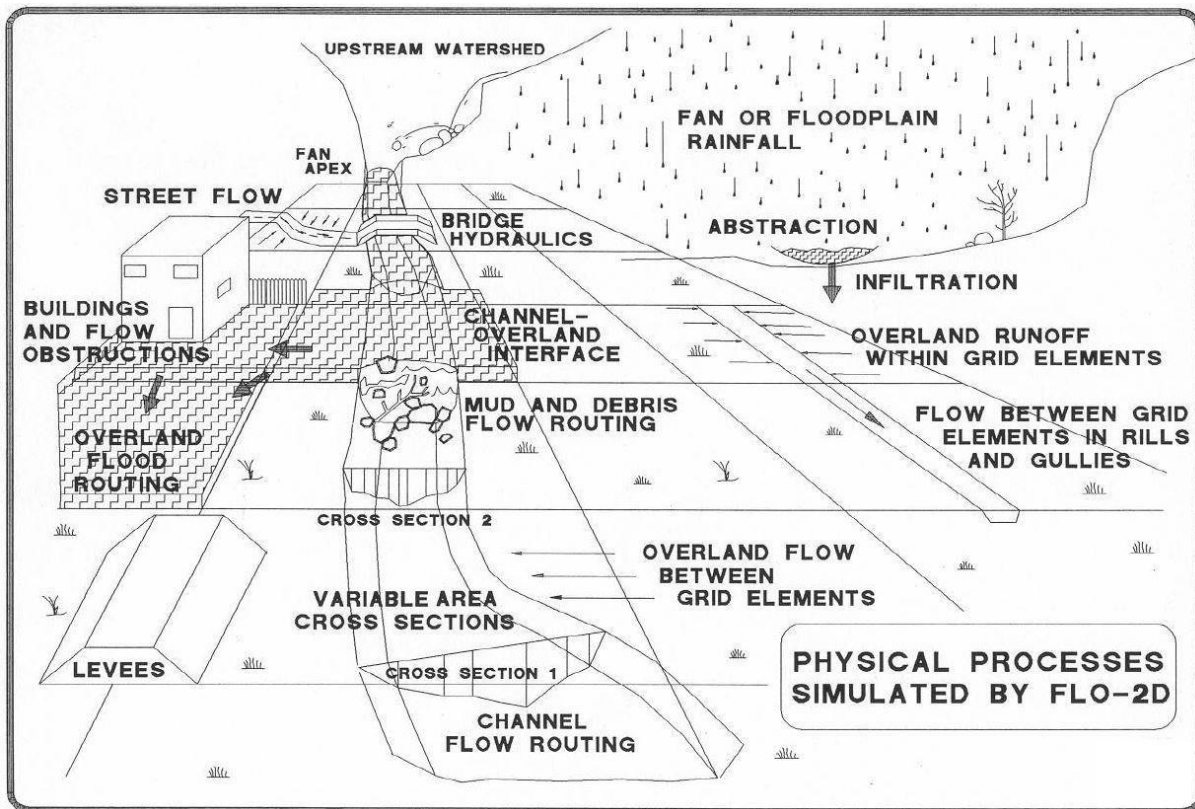 UPSTREAM WATERSHED
FAN OR FLOODPLAIN
RAINFALL
FAN
APEX
STREET FLOW
BRIDGE
HYDRAULICS
ABSTRACTION
INFILTRATION
BUILDINGS
AND FLOW
OBSTRUCTIONS
CHANNEL-
OVERLAND
INTERFACE
OVERLAND RUNOFF
WITHIN GRID ELEMENTS
MUD AND DEBRIS
FLOW ROUTING
FLOW BETWEEN GRID
ELEMENTS IN RILLS
AND GULLIES
OVERLAND
FLOOD
ROUTING
CROSS SECTION 2
OVERLAND FLOW
BETWEEN
GRID ELEMENTS
VARIABLE AREA
CROSS SECTIONS
LEVEES
CROSS SECTION 1
CHANNEL
FLOW ROUTING
PHYSICAL PROCESSES
SIMULATED BY FLO-2D